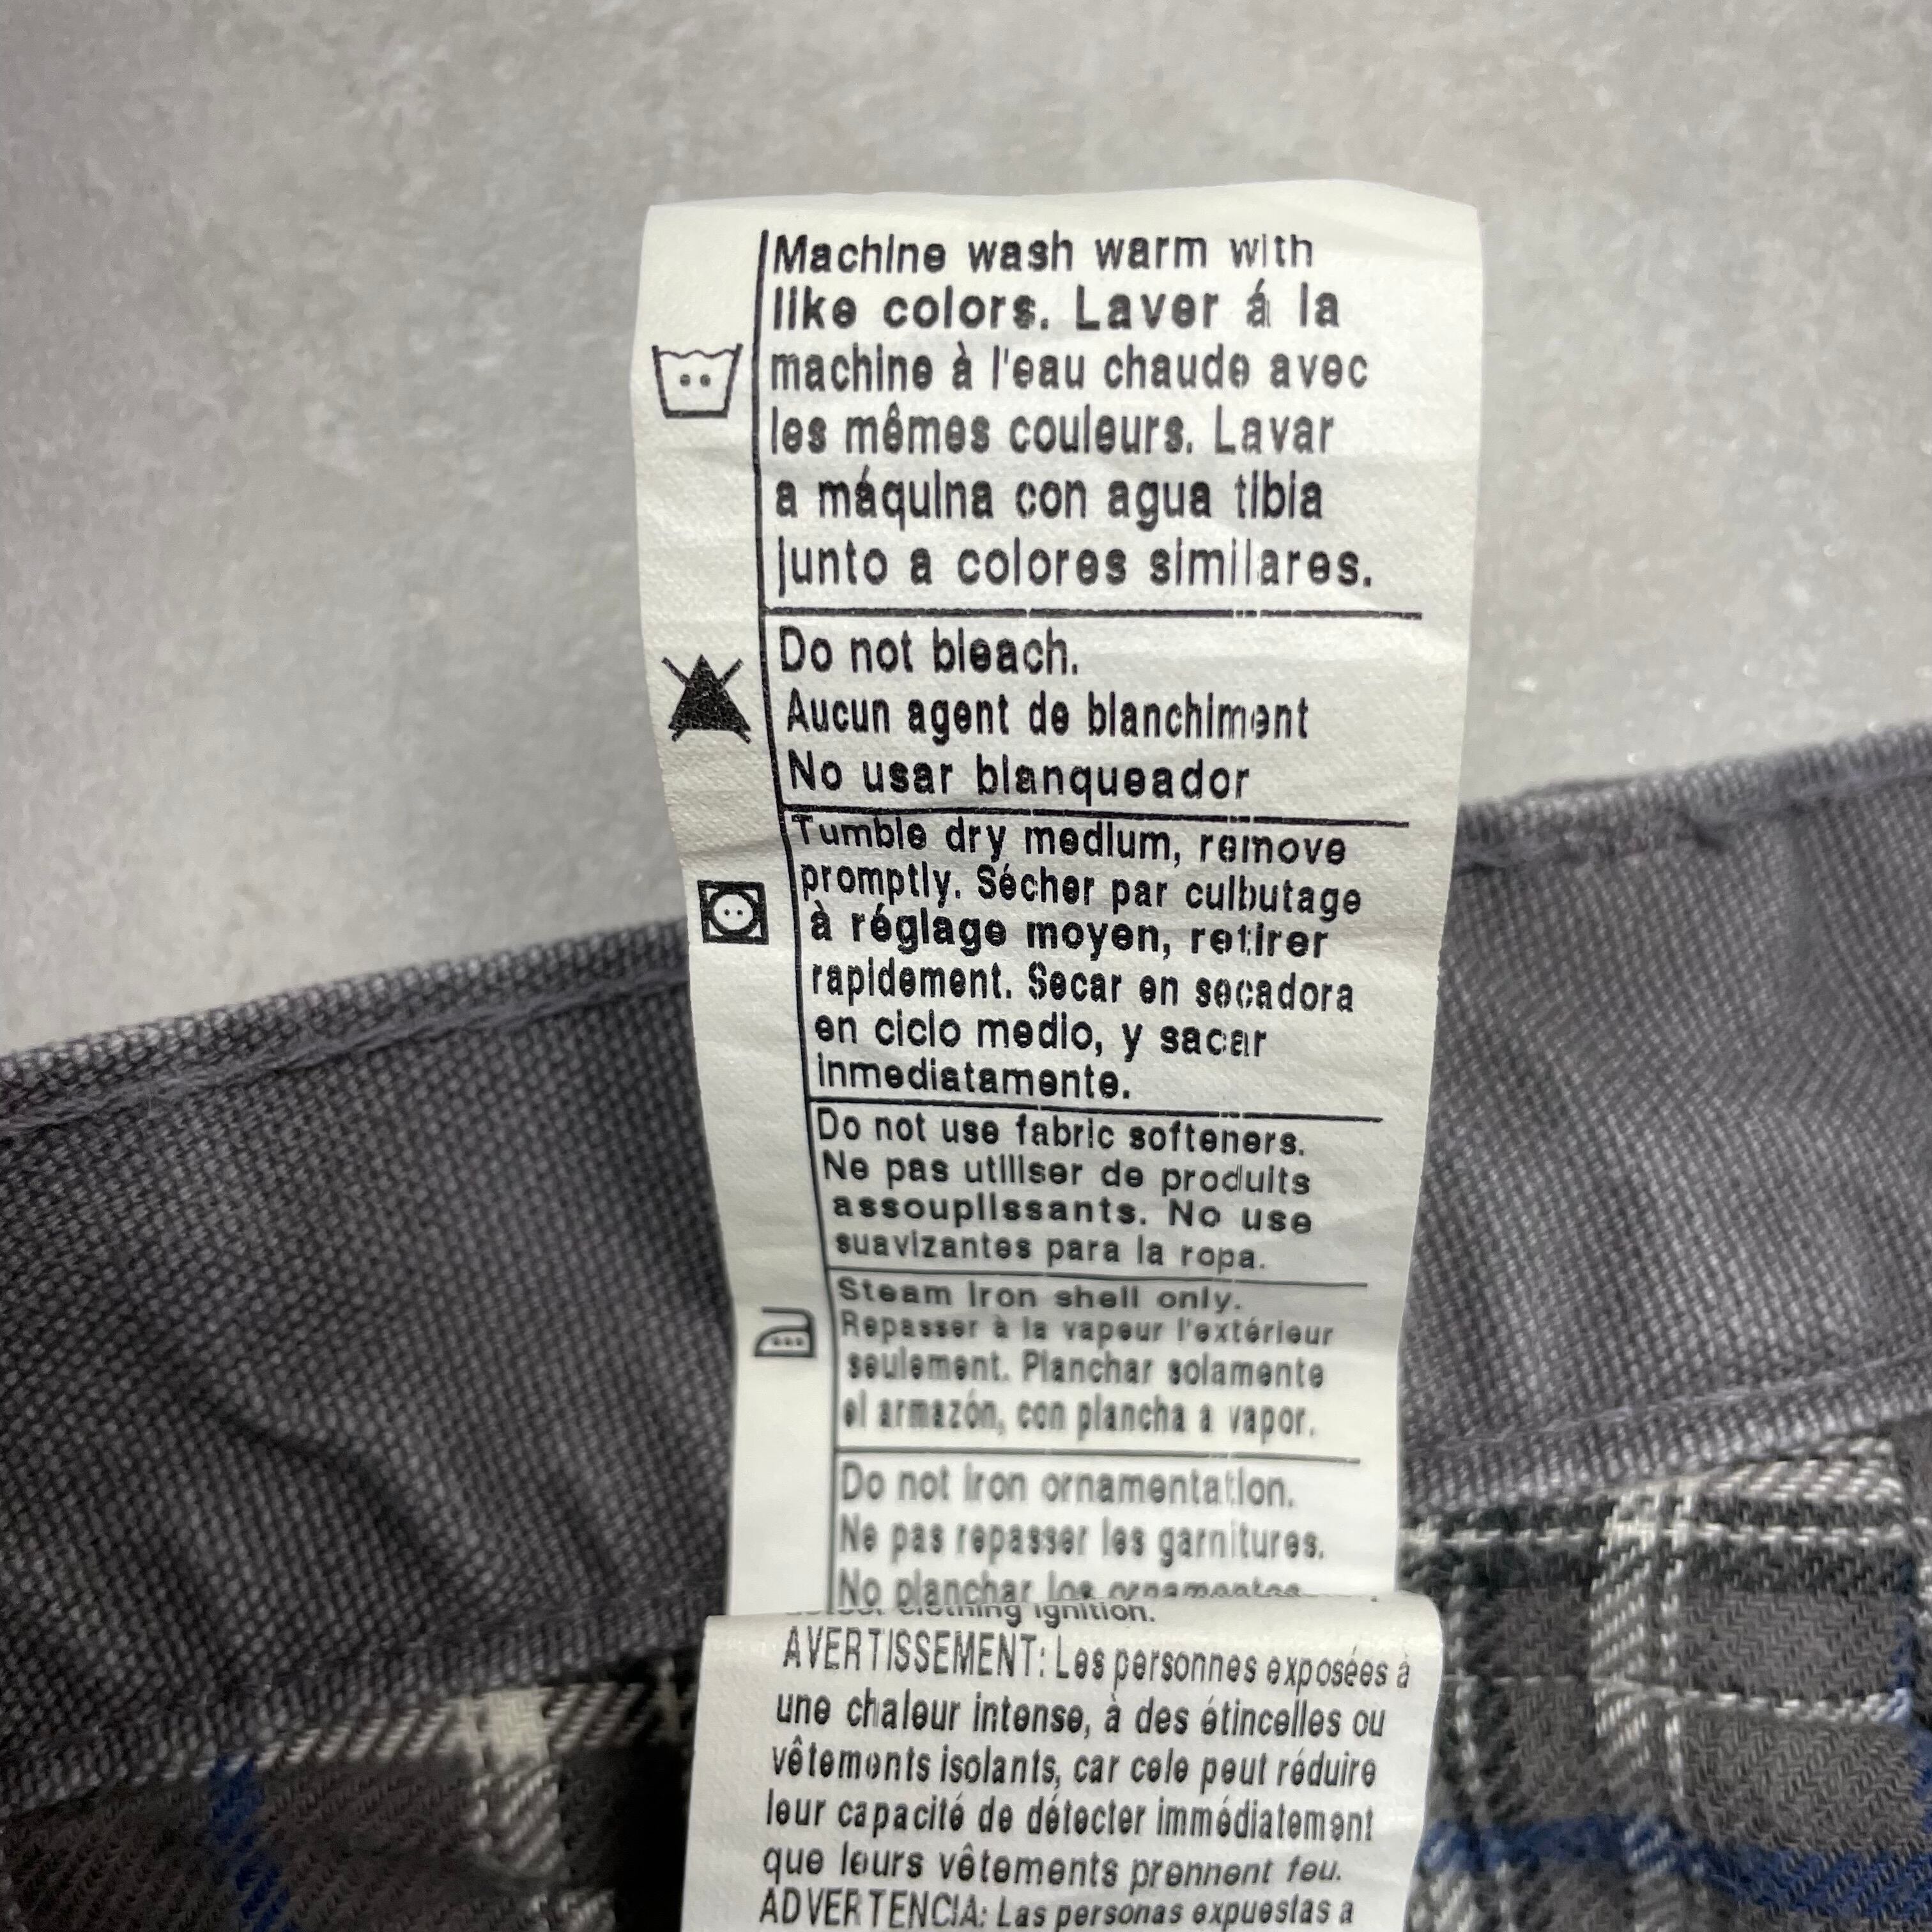 Machine wash warm with
like colors. Laver á la
machine à l'eau chaude avec
les mêmes couleurs. Lavar
a máquina con agua tibia
junto a colores similares.
Do not bleach.
Aucun agent de blanchiment
No usar blanqueador
Tumble dry medium, remove
promptly. Sécher par culbutage
à réglage moyen, retirer
rapidement. Secar en secadora
en ciclo medio, y sacar
inmediatamente.
Do not use fabric softeners.
Ne pas utiliser de produits
assouplissants. No use
suavizantes para la ropa.
Steam iron shell only.
Repasser à la vapeur l'extérieur
seulement. Planchar solamente
el armazón, con plancha a vapor.
Do not iron ornamentation.
Ne pas repasser les garnitures.
No planchar los ornamentos
clothing ignition.
AVERTISSEMENT: Les personnes exposées à
une chaleur intense, à des étincelles ou
vêtements isolants, car cele peut réduire
leur capacité de détecter immédiatement
que leurs vêtements prennent feu.
ADVERTENCIA: Las personas expuestas a